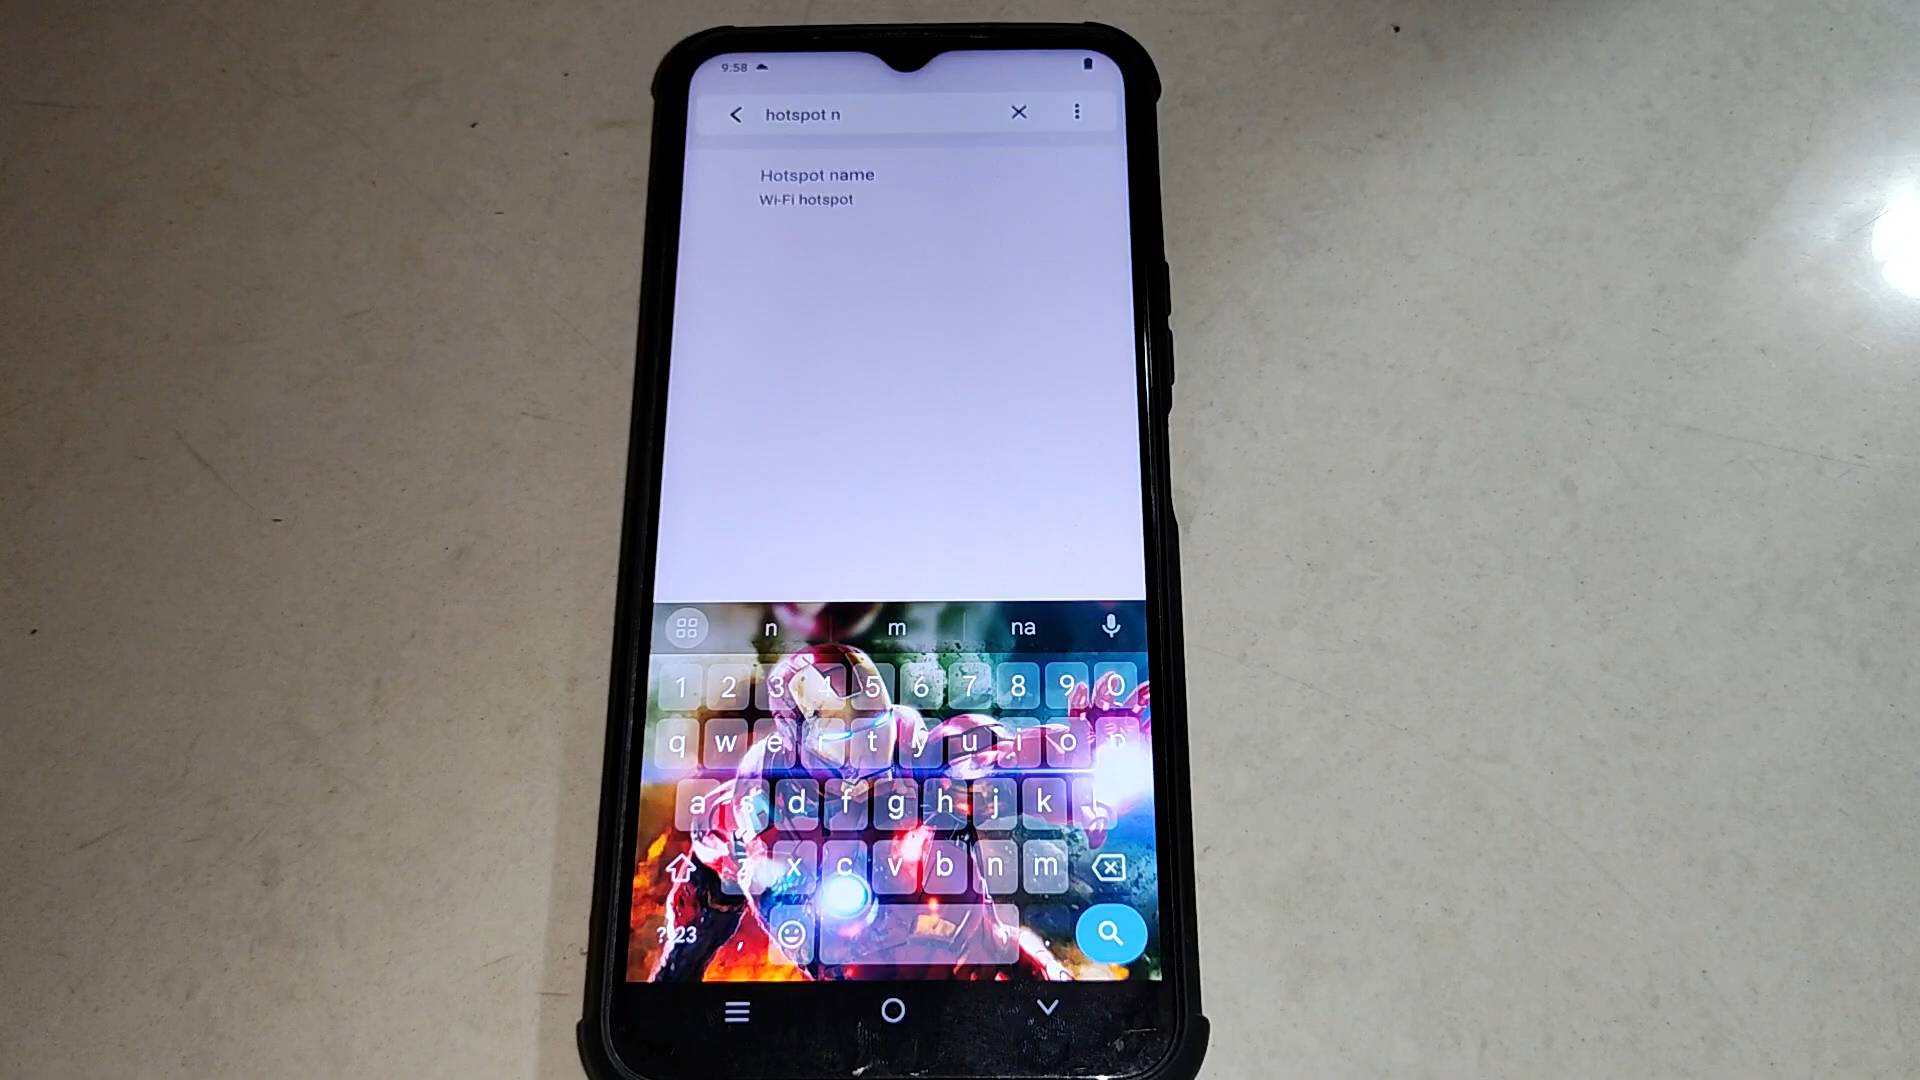 9:58
hotspot n
Hotspot name
Wi-Fi hotspot
n m na
1 2 3 4 5 6 7 8 9 0
q w e r t y u i o p
a s d f g h j k l
z x c v b n m
?123 , .